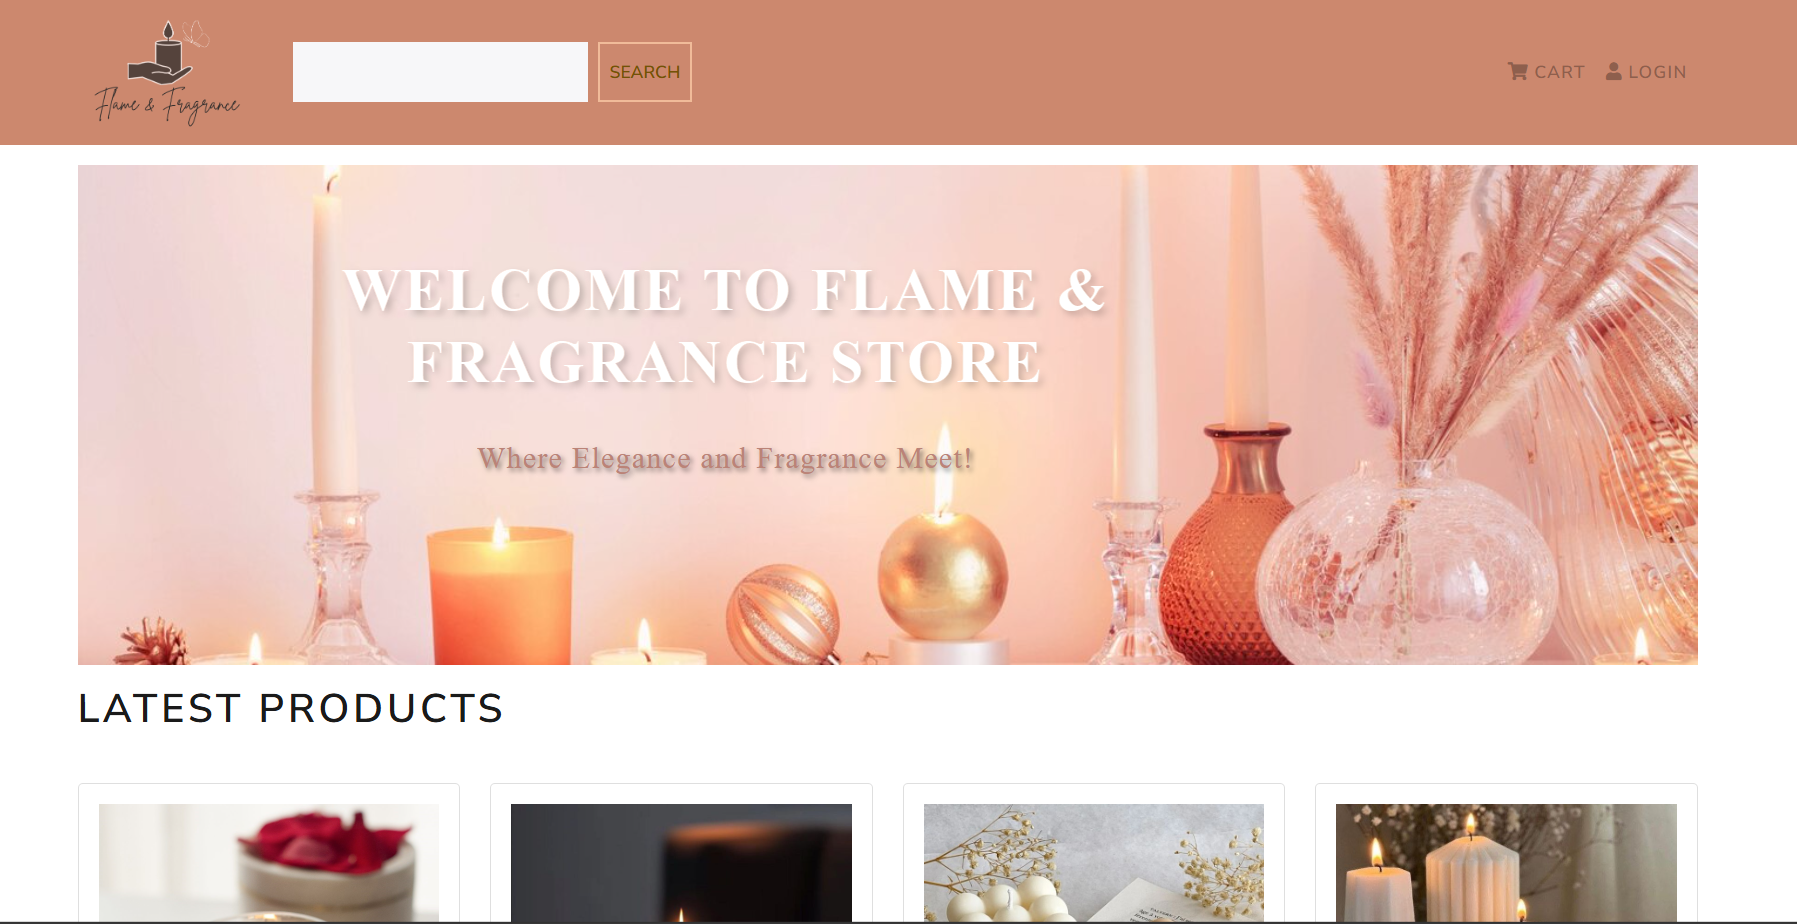 Flame & Fragrance
SEARCH
CART
LOGIN
WELCOME TO FLAME &
FRAGRANCE STORE
Where Elegance and Fragrance Meet!
LATEST PRODUCTS